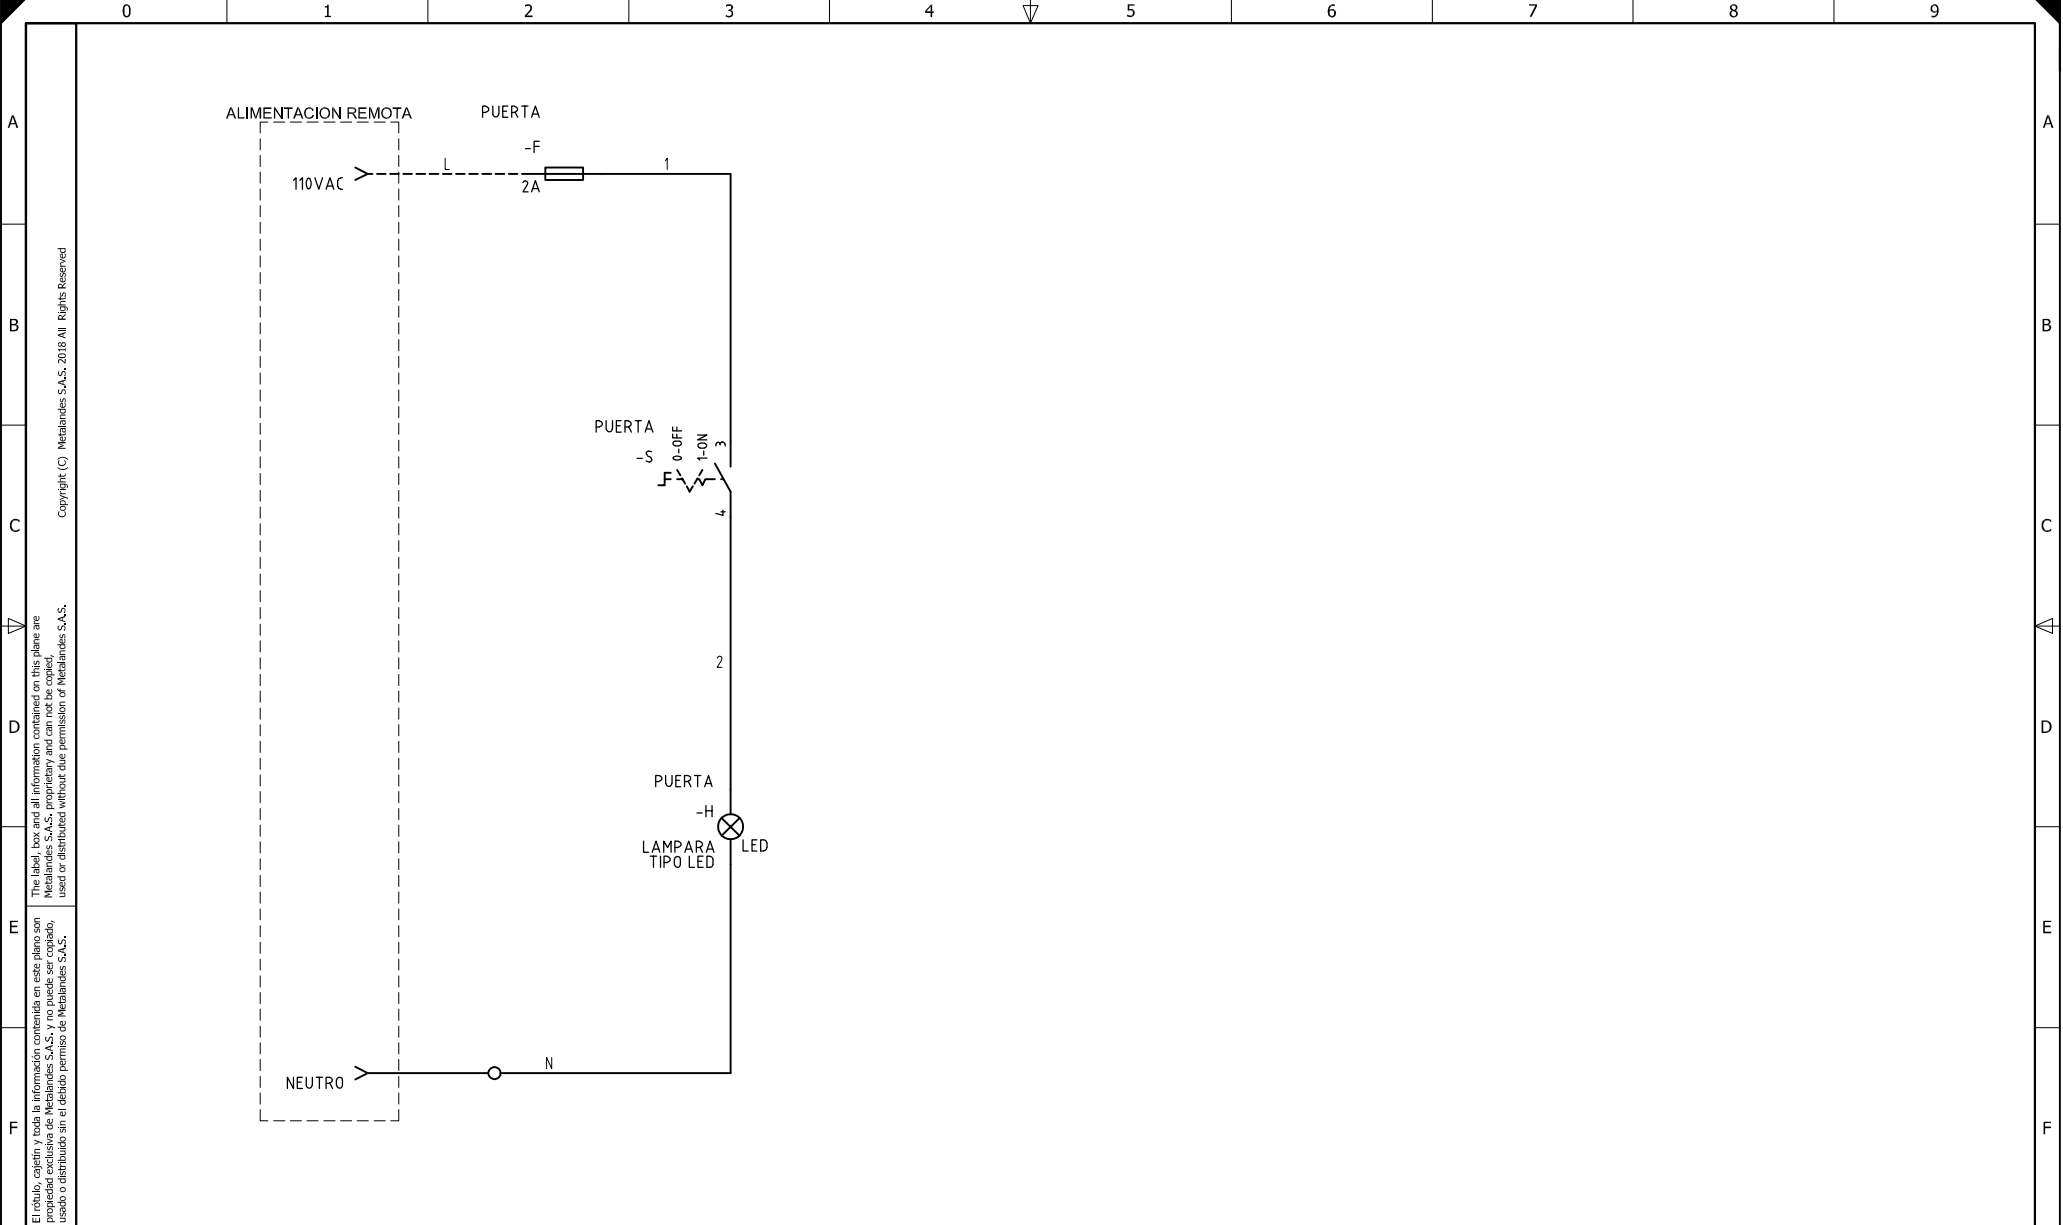 0 1 2 3 4 5 6 7 8 9
A A
B B
C C
D D
E E
F F
ALIMENTACION REMOTA
PUERTA
-F
110VAC
L
2A
1
PUERTA
-S
0-OFF
1-ON
3
4
2
PUERTA
-H
LAMPARA
TIPO LED
LED
NEUTRO
N
Copyright (C) Metalandes S.A.S. 2018 All Rights Reserved
The label, box and all information contained on this plane are
Metalandes S.A.S. proprietary and can not be copied,
used or distributed without due permission of Metalandes S.A.S.
El rótulo, cajetín y toda la información contenida en este plano son
propiedad exclusiva de Metalandes S.A.S. y no puede ser copiado,
usado o distribuido sin el debido permiso de Metalandes S.A.S.